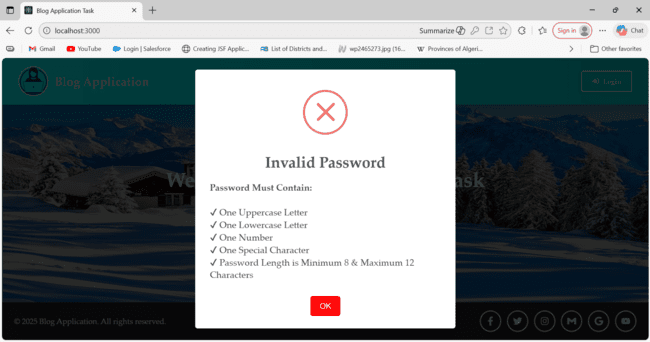 Blog Application Task
localhost:3000
Summarize
Sign in
Chat
Gmail
YouTube
Login | Salesforce
Creating JSF Applic...
List of Districts and...
wp2465273.jpg (16...
Provinces of Algeri...
Other favorites
Blog Application
Login
We
sk
Invalid Password
Password Must Contain:
✓ One Uppercase Letter
✓ One Lowercase Letter
✓ One Number
✓ One Special Character
✓ Password Length is Minimum 8 & Maximum 12
Characters
OK
© 2025 Blog Application. All rights reserved.